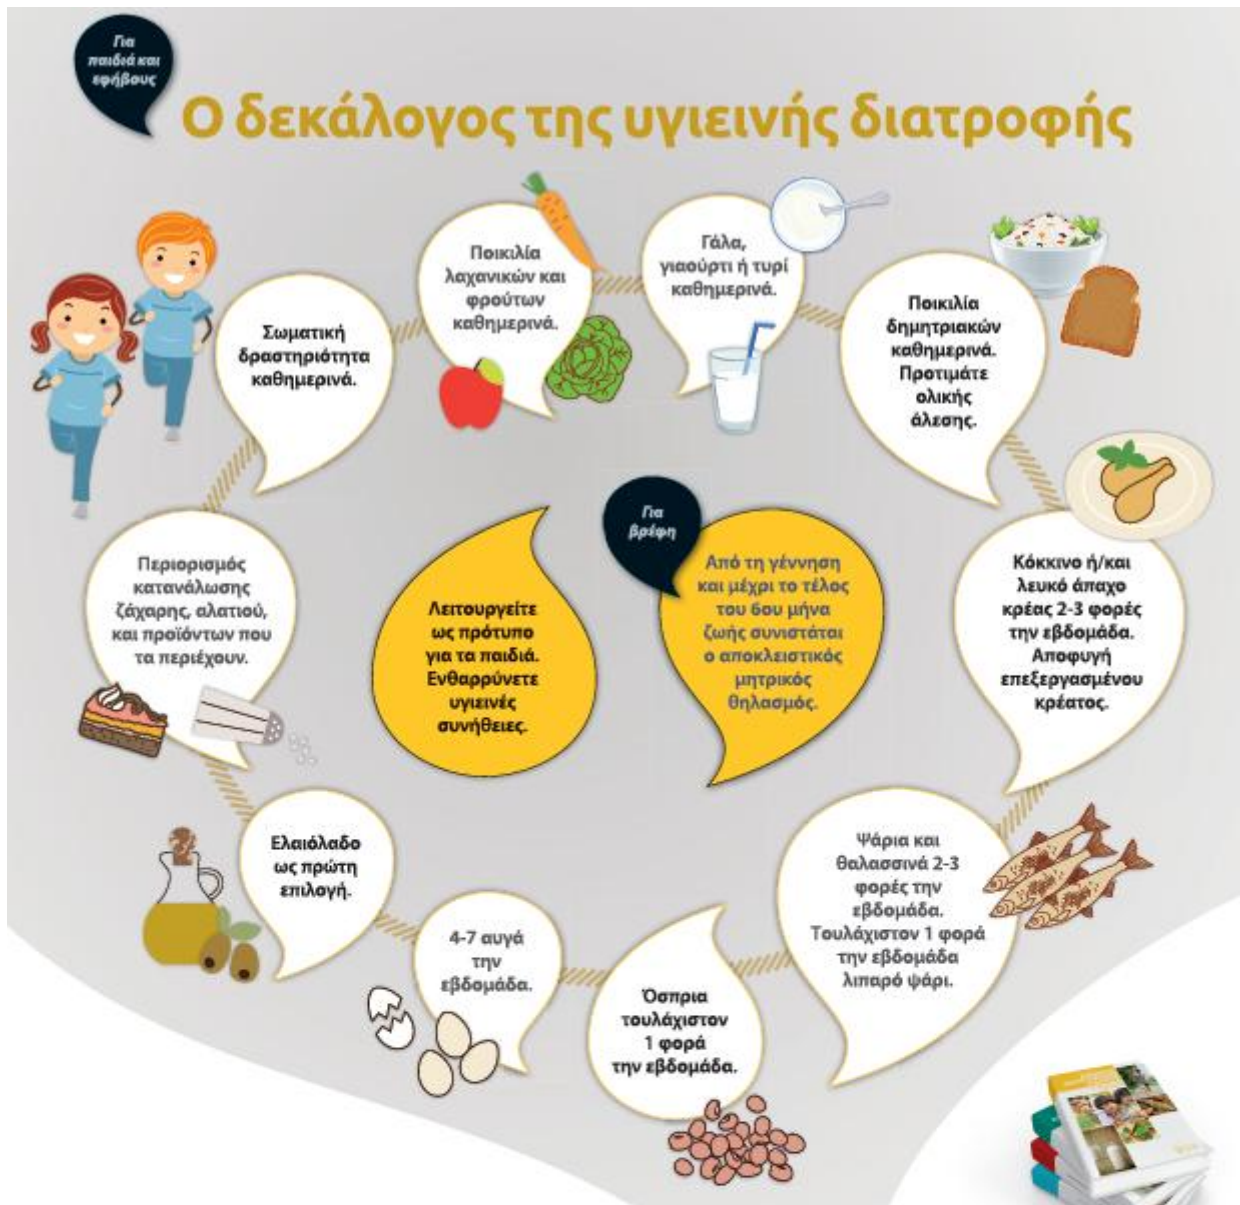 Για
παιδιά και
εφήβους
Ο δεκάλογος της υγιεινής διατροφής
Σωματική
δραστηριότητα
καθημερινά.
Ποικιλία
λαχανικών και
φρούτων
καθημερινά.
Γάλα,
γιαούρτι ή τυρί
καθημερινά.
Ποικιλία
δημητριακών
καθημερινά.
Προτιμάτε
ολικής
άλεσης.
Κόκκινο ή/και
λευκό άπαχο
κρέας 2-3 φορές
την εβδομάδα.
Αποφυγή
επεξεργασμένου
κρέατος.
Ψάρια και
θαλασσινά 2-3
φορές την
εβδομάδα.
Τουλάχιστον 1 φορά
την εβδομάδα
λιπαρό ψάρι.
Όσπρια
τουλάχιστον
1 φορά
την εβδομάδα.
4-7 αυγά
την
εβδομάδα.
Ελαιόλαδο
ως πρώτη
επιλογή.
Περιορισμός
κατανάλωσης
ζάχαρης, αλατιού,
και προϊόντων που
τα περιέχουν.
Λειτουργείτε
ως πρότυπο
για τα παιδιά.
Ενθαρρύνετε
υγιεινές
συνήθειες.
Για
βρέφη
Από τη γέννηση
και μέχρι το τέλος
του 6ου μήνα
ζωής συνιστάται
ο αποκλειστικός
μητρικός
θηλασμός.